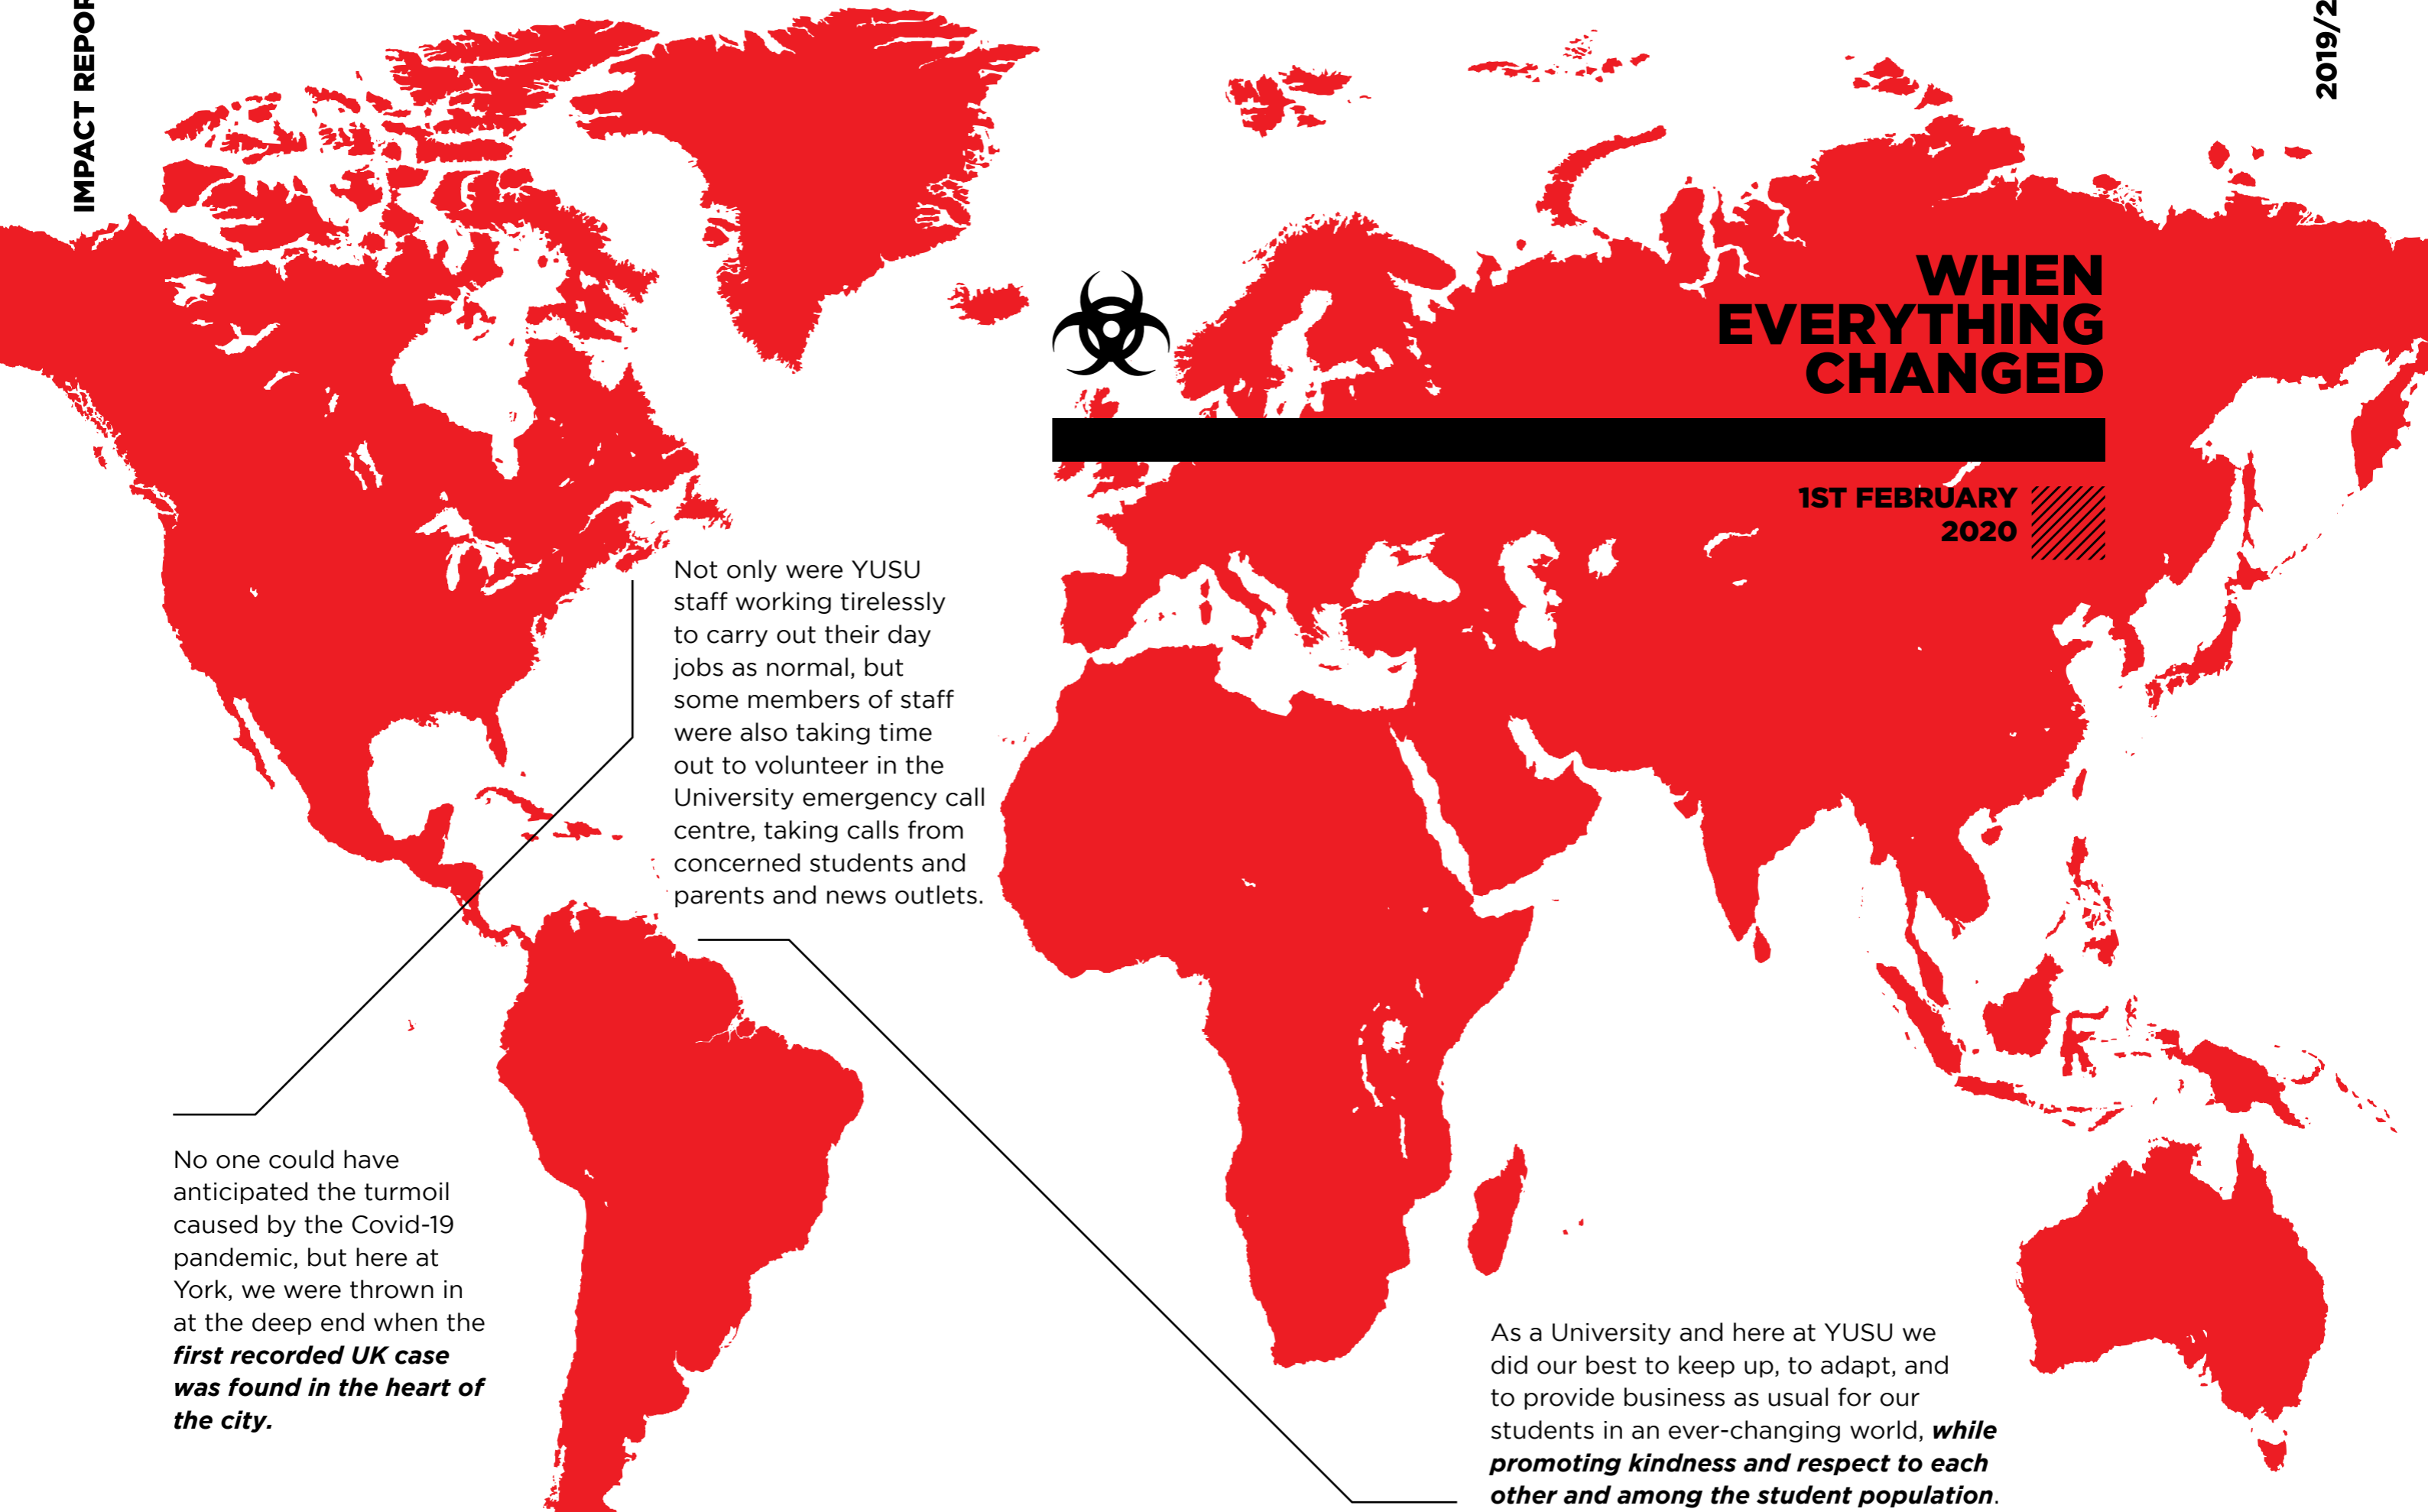 IMPACT
2019/2
WHEN
EVERYTHING
CHANGED
1ST FEBRUARY
2020
No one could have
anticipated the turmoil
caused by the Covid-19
pandemic, but here at
York, we were thrown in
at the deep end when the
first recorded UK case
was found in the heart of
the city.
Not only were YUSU
staff working tirelessly
to carry out their day
jobs as normal, but
some members of staff
were also taking time
out to volunteer in the
University emergency call
centre, taking calls from
concerned students and
parents and news outlets.
As a University and here at YUSU we
did our best to keep up, to adapt, and
to provide business as usual for our
students in an ever-changing world, while
promoting kindness and respect to each
other and among the student population.